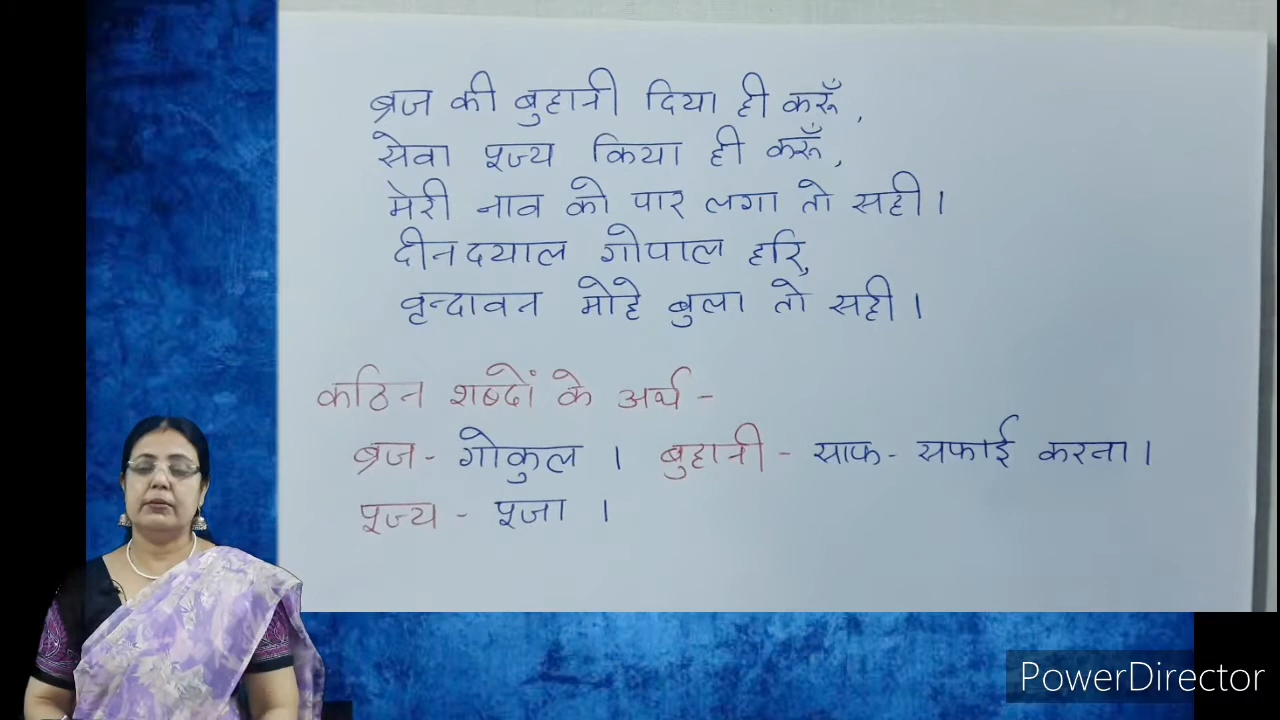 ब्रज की बुहारी दिया ही करूँ,
सेवा पूज्य किया ही करूँ,
मेरी नाव को पार लगा तो सही।
दीनदयाल गोपाल हरि,
वृन्दावन मोहे बुला तो सही।
कठिन शब्दों के अर्थ -
ब्रज - गोकुल । बुहारी - साफ - सफाई करना ।
पूज्य - पूजा ।
PowerDirector